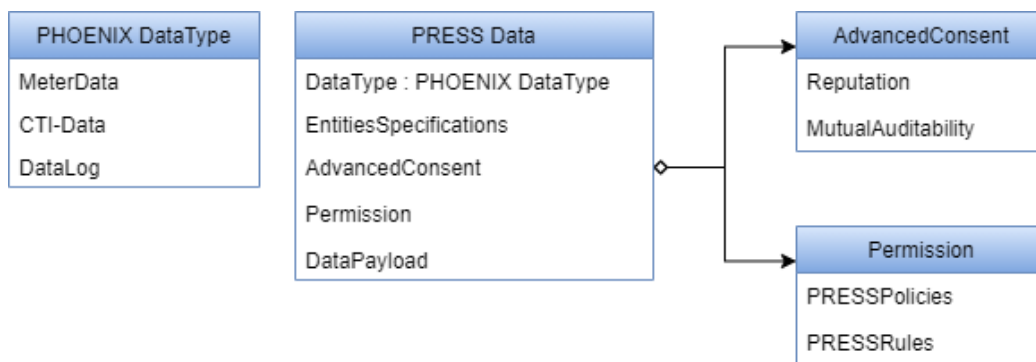 PHOENIX DataType
MeterData
CTI-Data
DataLog
PRESS Data
DataType : PHOENIX DataType
EntitiesSpecifications
AdvancedConsent
Permission
DataPayload
AdvancedConsent
Reputation
MutualAuditability
Permission
PRESSPolicies
PRESSRules